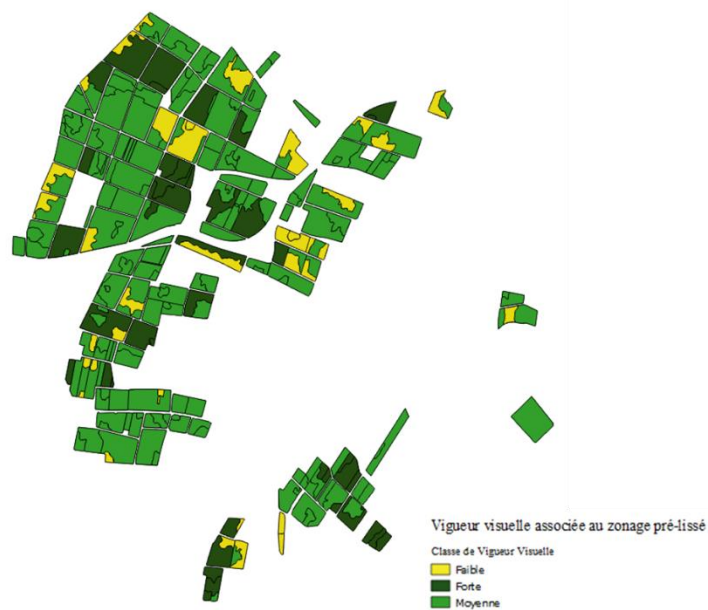 Vigueur visuelle associée au zonage pré-lissé
Classe de Vigueur Visuelle
Faible
Forte
Moyenne